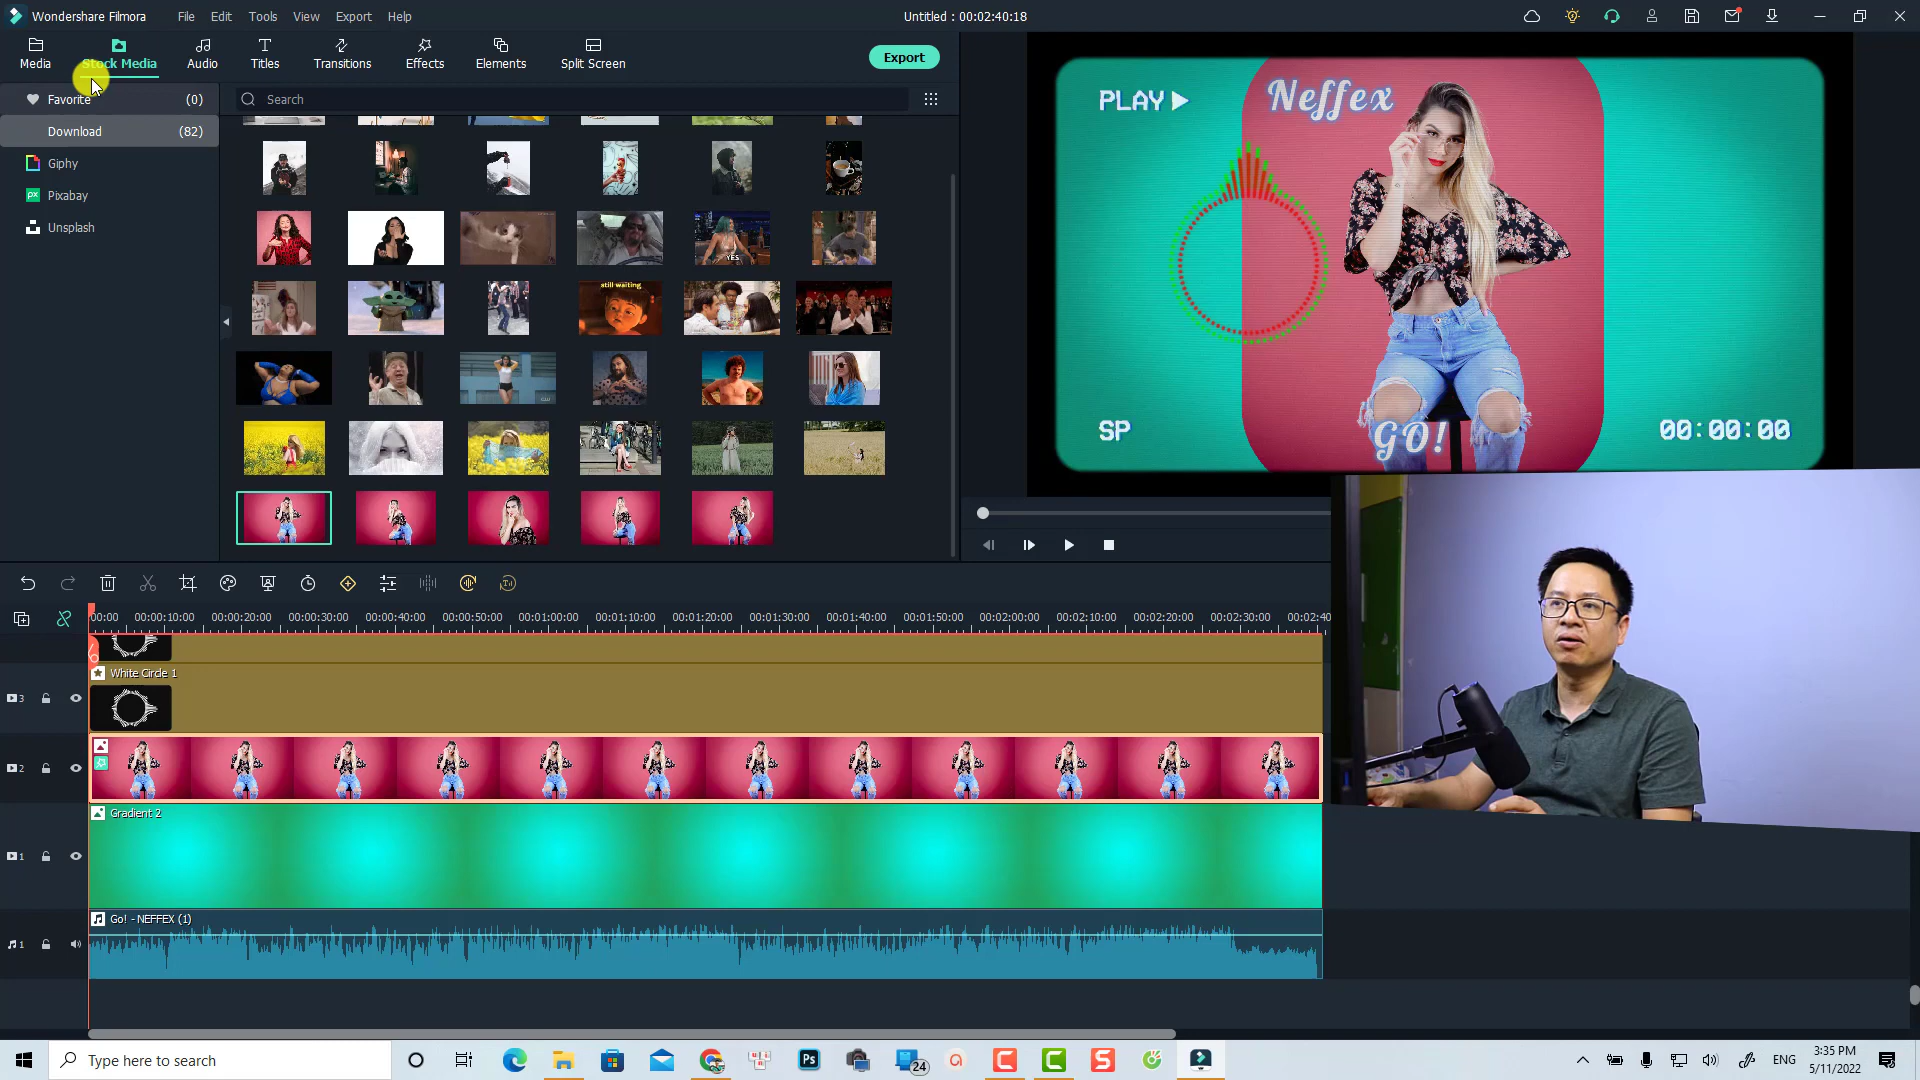 Wondershare Filmora File Edit Tools View Export Help
Untitled : 00:02:40:18
Media Stock Media Audio Titles Transitions Effects Elements Split Screen
Export
Favorite (0)
Download (82)
Giphy
Pixabay
Unsplash
Search
YES
still waiting
PLAY
Neffex
SP
GO!
00:00:00
00:00 00:00:10:00 00:00:20:00 00:00:30:00 00:00:40:00 00:00:50:00 00:01:00:00 00:01:10:00 00:01:20:00 00:01:30:00 00:01:40:00 00:01:50:00 00:02:00:00 00:02:10:00 00:02:20:00 00:02:30:00 00:02:40
White Circle 1
3
2
Gradient 2
1
Go! - NEFFEX (1)
1
Type here to search
Ps
24
ENG
3:35 PM
5/11/2022